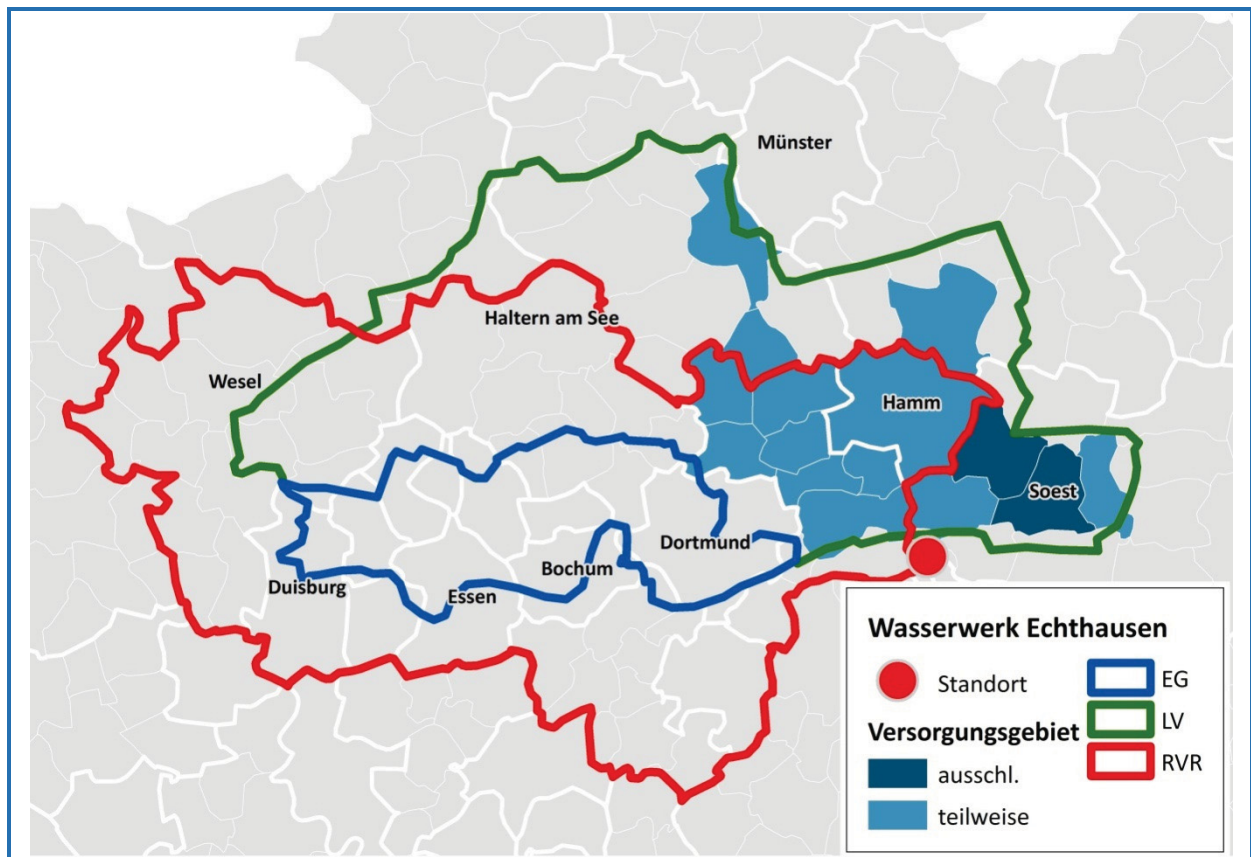 Münster
Haltern am See
Wesel
Hamm
Soest
Dortmund
Bochum
Duisburg
Essen
Wasserwerk Echthausen
Standort
Versorgungsgebiet
ausschl.
teilweise
EG
LV
RVR